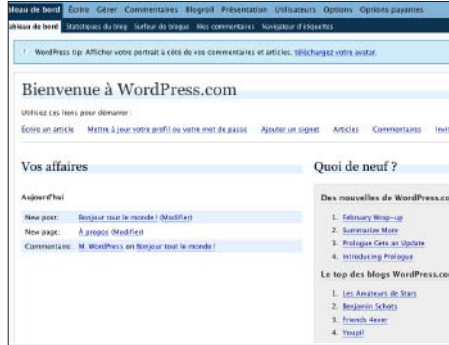 bleau de bord Écrire Gérer Commentaires Blogroll Présentation Utilisateurs Options Options payantes
ableau de bord Statistiques du blog Surfeur de blogue Mes commentaires Navigateur d'étiquettes
WordPress tip: Afficher votre portrait à côté de vos commentaires et articles, téléchargez votre avatar.
Bienvenue à WordPress.com
Utilisez ces liens pour démarrer :
Écrire un article Mettre à jour votre profil ou votre mot de passe Ajouter un signet Articles Commentaires Invi
Vos affaires
Aujourd'hui
New post: Bonjour tout le monde ! (Modifier)
New page: À propos (Modifier)
Commentaire: M. WordPress on Bonjour tout le monde !
Quoi de neuf ?
Des nouvelles de WordPress.co
1. February Wrap-up
2. Summarize More
3. Prologue Gets an Update
4. Introducing Prologue
Le top des blogs WordPress.co
1. Les Amateurs de Stars
2. Benjamin Schots
3. Friends 4ever
4. Youpi!